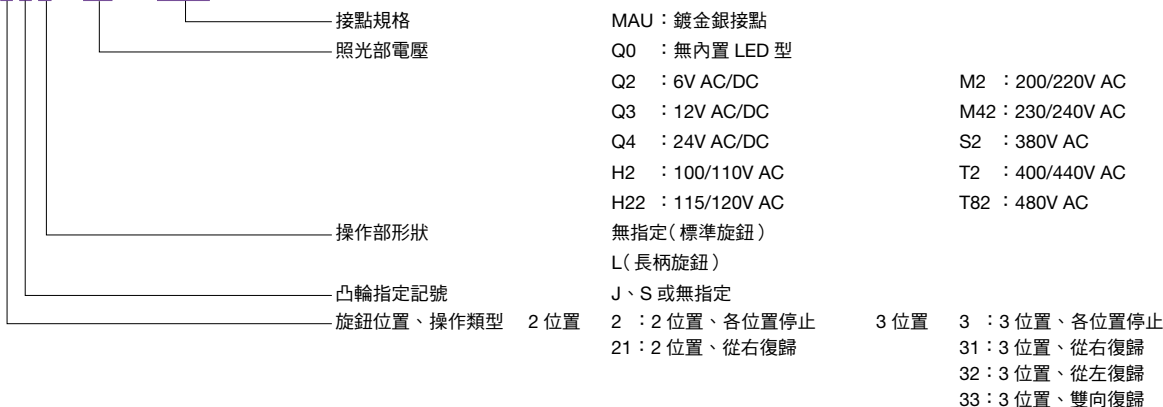 接點規格 MAU：鍍金銀接點
照光部電壓 Q0 ：無內置 LED 型
Q2 ：6V AC/DC M2 ：200/220V AC
Q3 ：12V AC/DC M42：230/240V AC
Q4 ：24V AC/DC S2 ：380V AC
H2 ：100/110V AC T2 ：400/440V AC
H22 ：115/120V AC T82 ：480V AC
操作部形狀 無指定（標準旋鈕）
L（長柄旋鈕）
凸輪指定記號 J、S 或無指定
旋鈕位置、操作類型 2 位置 2 ：2 位置、各位置停止 3 位置 3 ：3 位置、各位置停止
21：2 位置、從右復歸 31：3 位置、從右復歸
32：3 位置、從左復歸
33：3 位置、雙向復歸